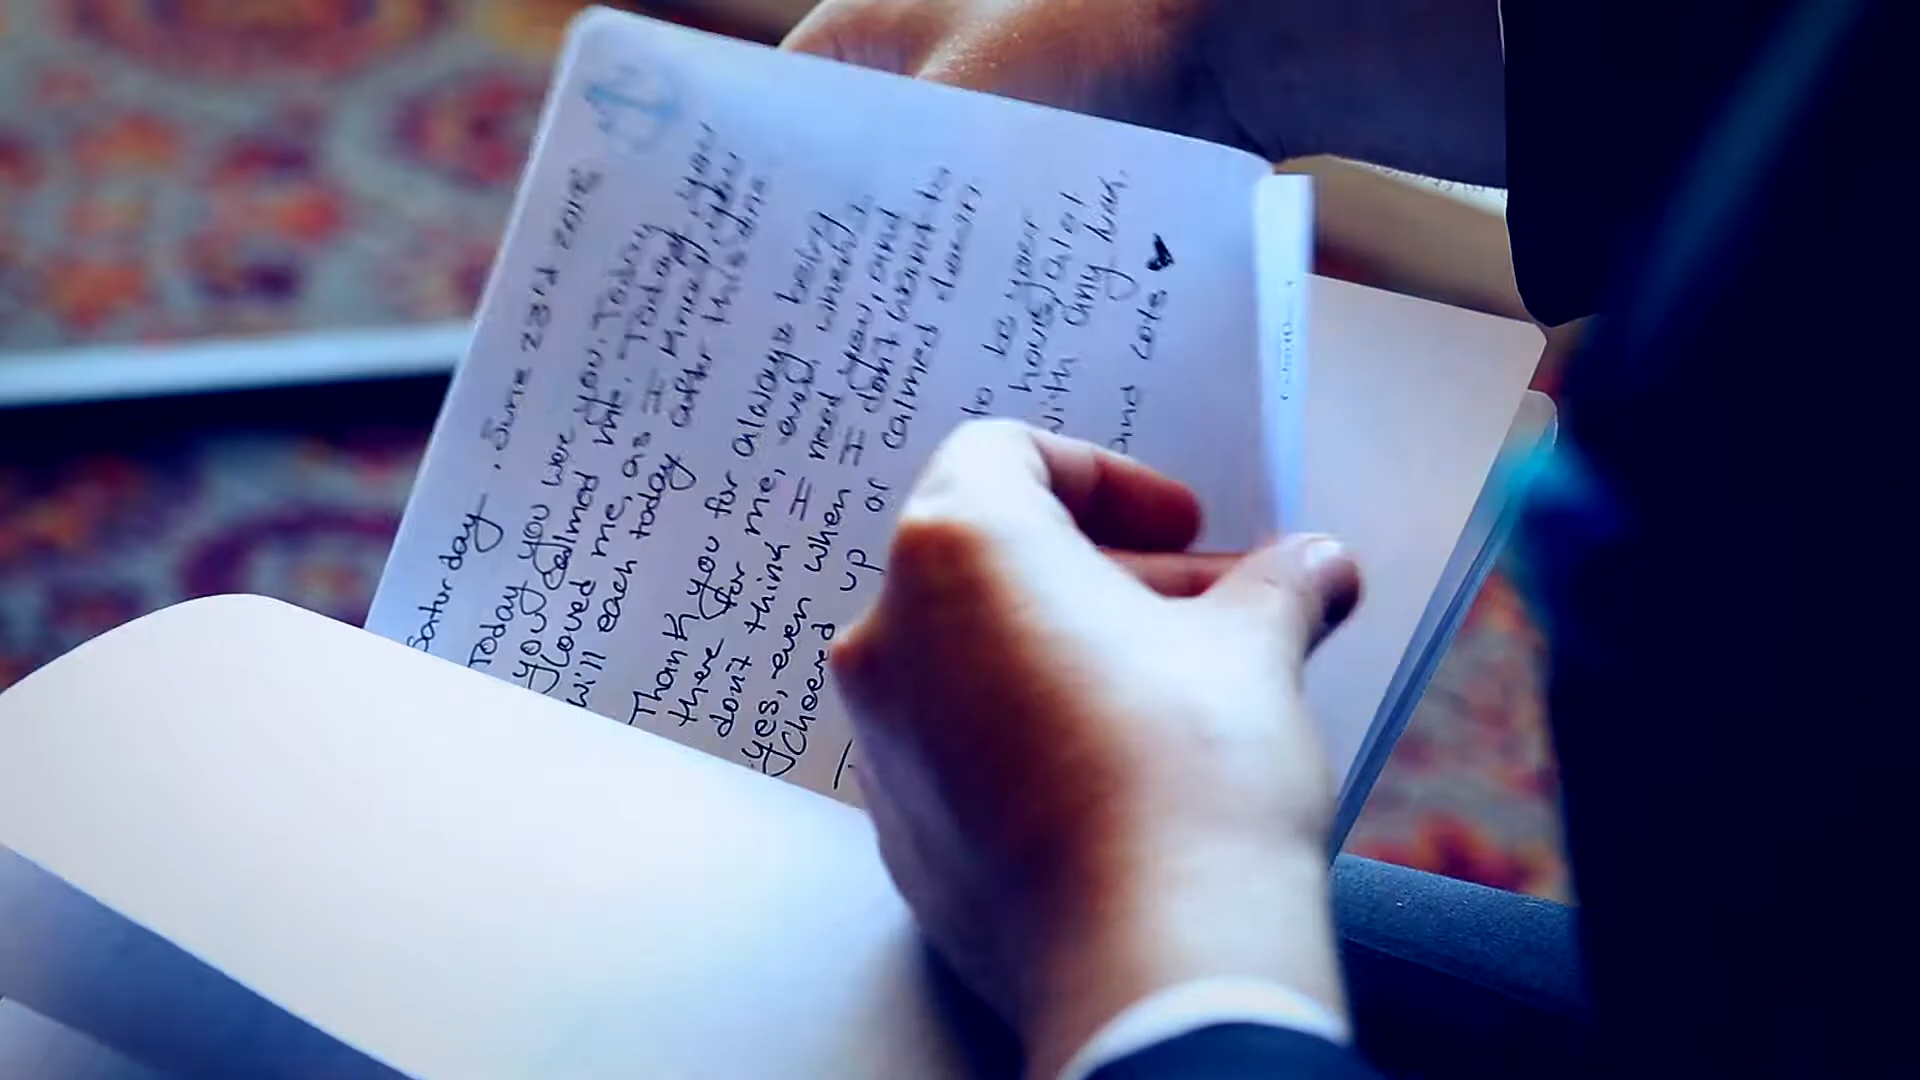 Saturday, June 23rd 2018
Today you were you. Today
you calmed me. Today
loved me, as I know you
will each today after this one.
Thank you for always being
there for me, even when I
don't think I need you, and
yes, even when I don't want to
cheered up or calmed down.
to be your
with any
and cats